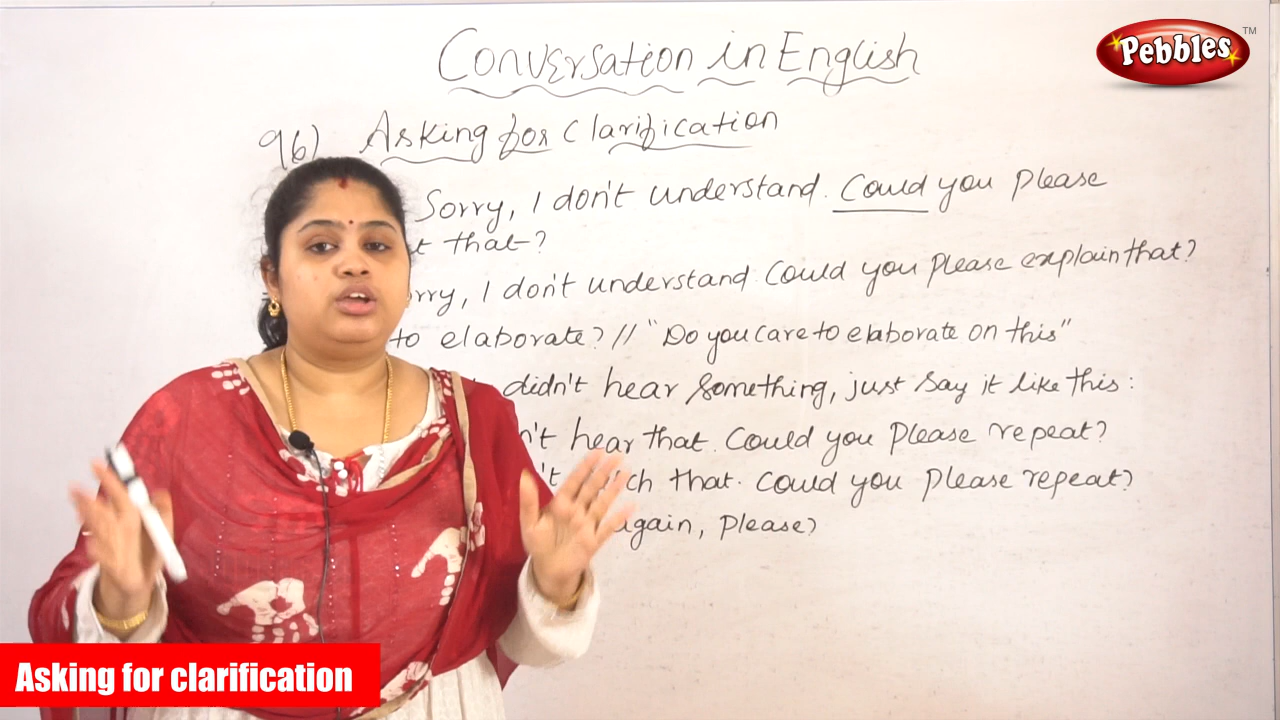 Pebbles TM
Conversation in English
96) Asking for Clarification
Sorry, I don't understand. Could you please
that?
I don't understand. Could you please explain that?
to elaborate? // "Do you care to elaborate on this"
didn't hear something, just say it like this:
hear that. Could you please repeat?
that. Could you please repeat?
again, please?
Asking for clarification